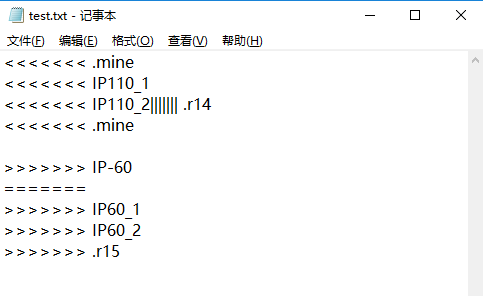 test.txt - 记事本
文件(F) 编辑(E) 格式(O) 查看(V) 帮助(H)
<<<<<<< .mine
<<<<<<< IP110_1
<<<<<<< IP110_2||||||| .r14
<<<<<<< .mine
>>>>>>> IP-60
=======
>>>>>>> IP60_1
>>>>>>> IP60_2
>>>>>>> .r15